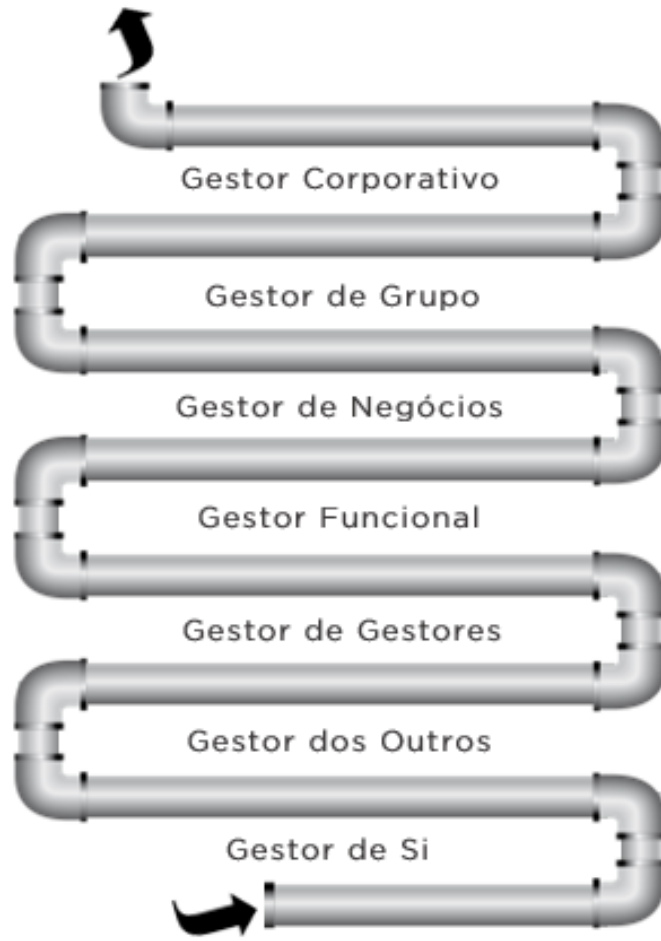 Gestor Corporativo
Gestor de Grupo
Gestor de Negócios
Gestor Funcional
Gestor de Gestores
Gestor dos Outros
Gestor de Si